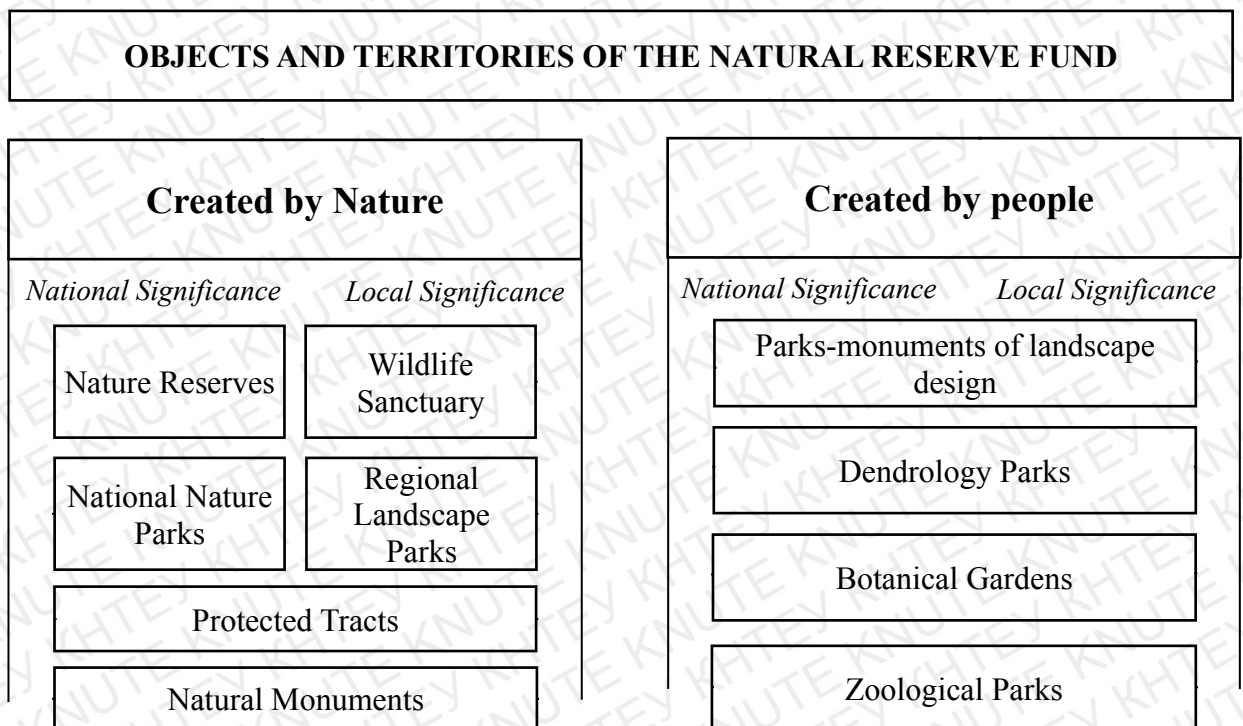 OBJECTS AND TERRITORIES OF THE NATURAL RESERVE FUND
Created by Nature
National Significance Local Significance
Nature Reserves
Wildlife
Sanctuary
National Nature
Parks
Regional
Landscape
Parks
Protected Tracts
Natural Monuments
Created by people
National Significance Local Significance
Parks-monuments of landscape
design
Dendrology Parks
Botanical Gardens
Zoological Parks